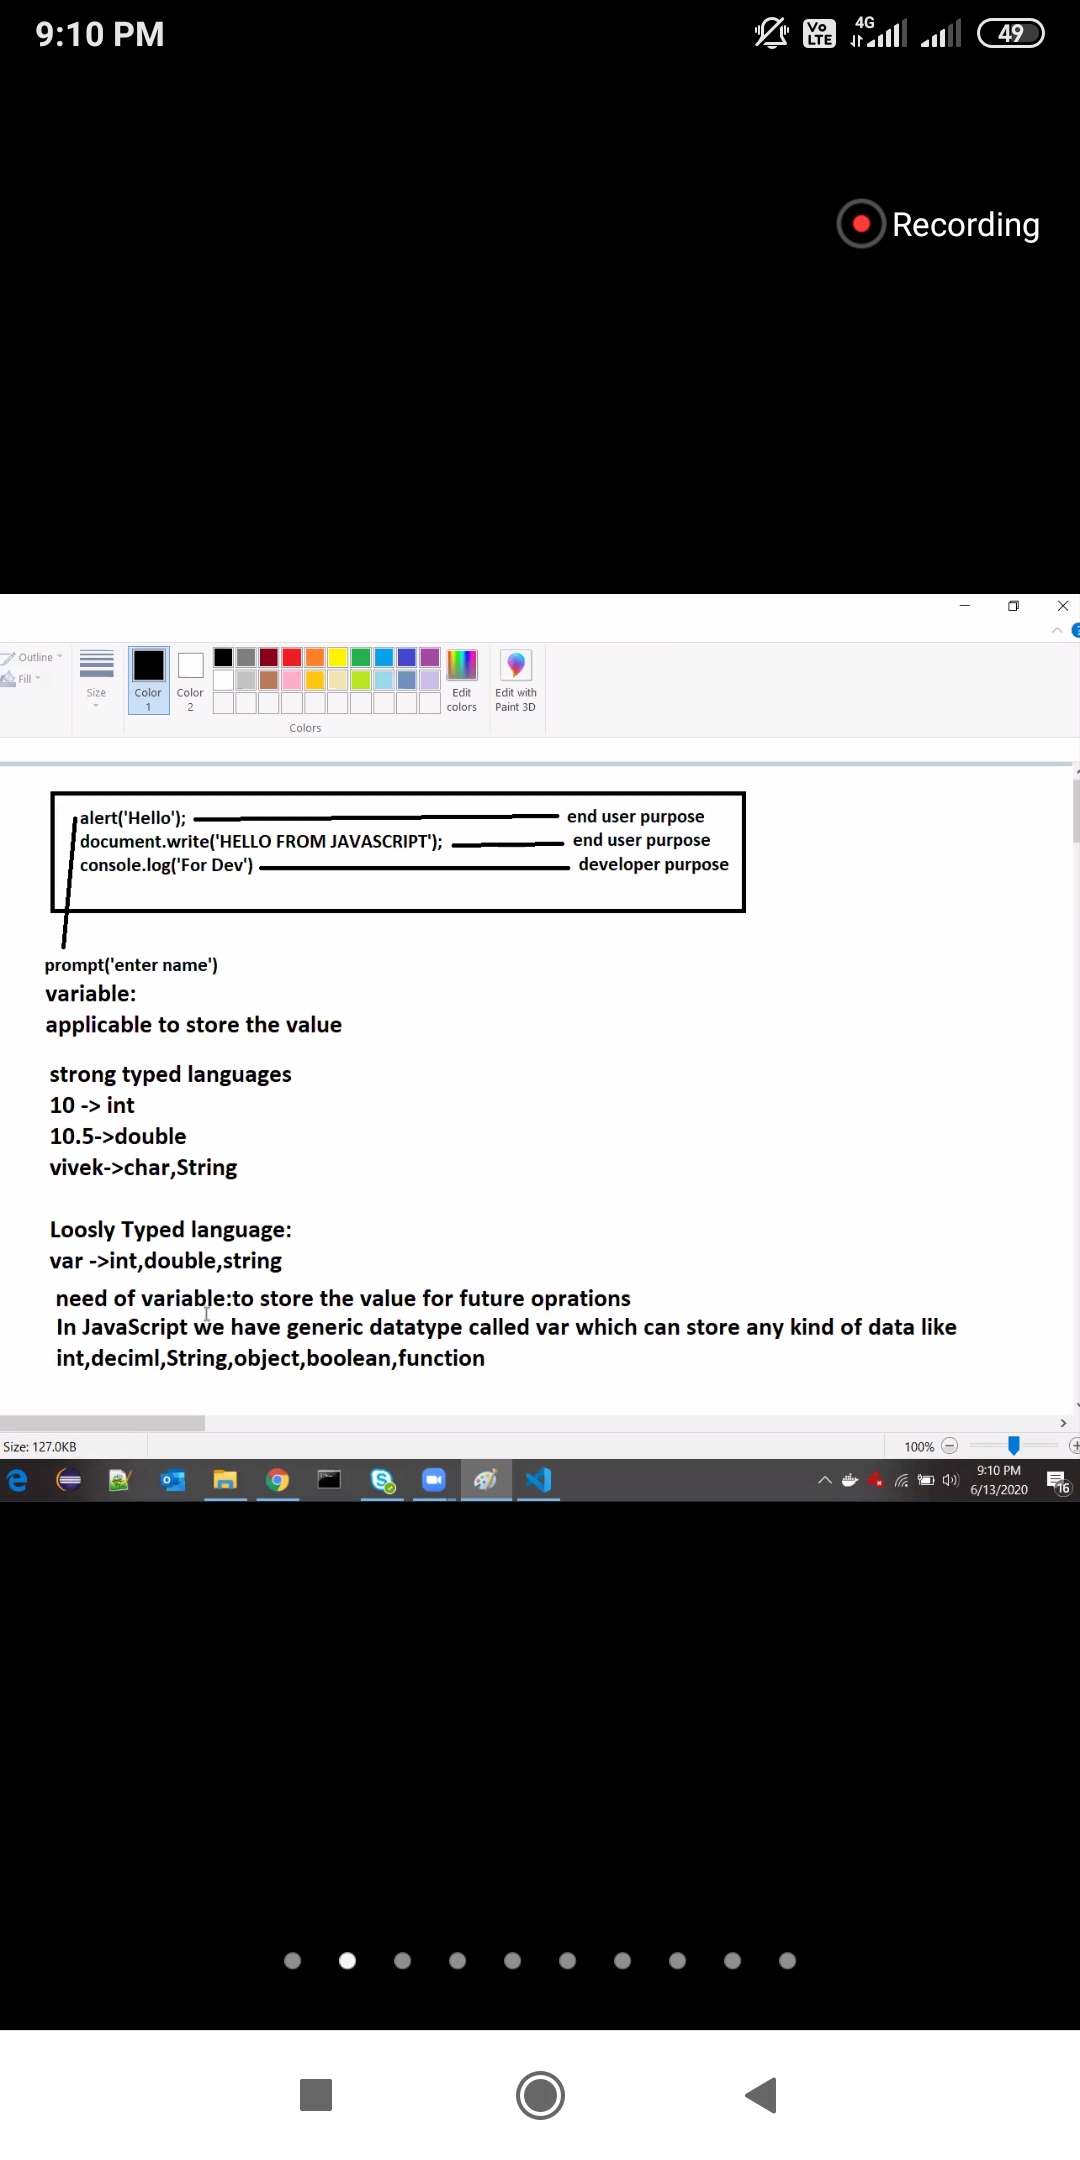 9:10 PM
Vo LTE
4G
49
Recording
Outline
Fill
Size
Color 1
Color 2
Edit colors
Edit with Paint 3D
Colors
alert('Hello'); end user purpose
document.write('HELLO FROM JAVASCRIPT'); end user purpose
console.log('For Dev') developer purpose
prompt('enter name')
variable:
applicable to store the value
strong typed languages
10 -> int
10.5->double
vivek->char,String
Loosly Typed language:
var ->int,double,string
need of variable:to store the value for future oprations
In JavaScript we have generic datatype called var which can store any kind of data like
int,deciml,String,object,boolean,function
Size: 127.0KB
100%
9:10 PM
6/13/2020
16